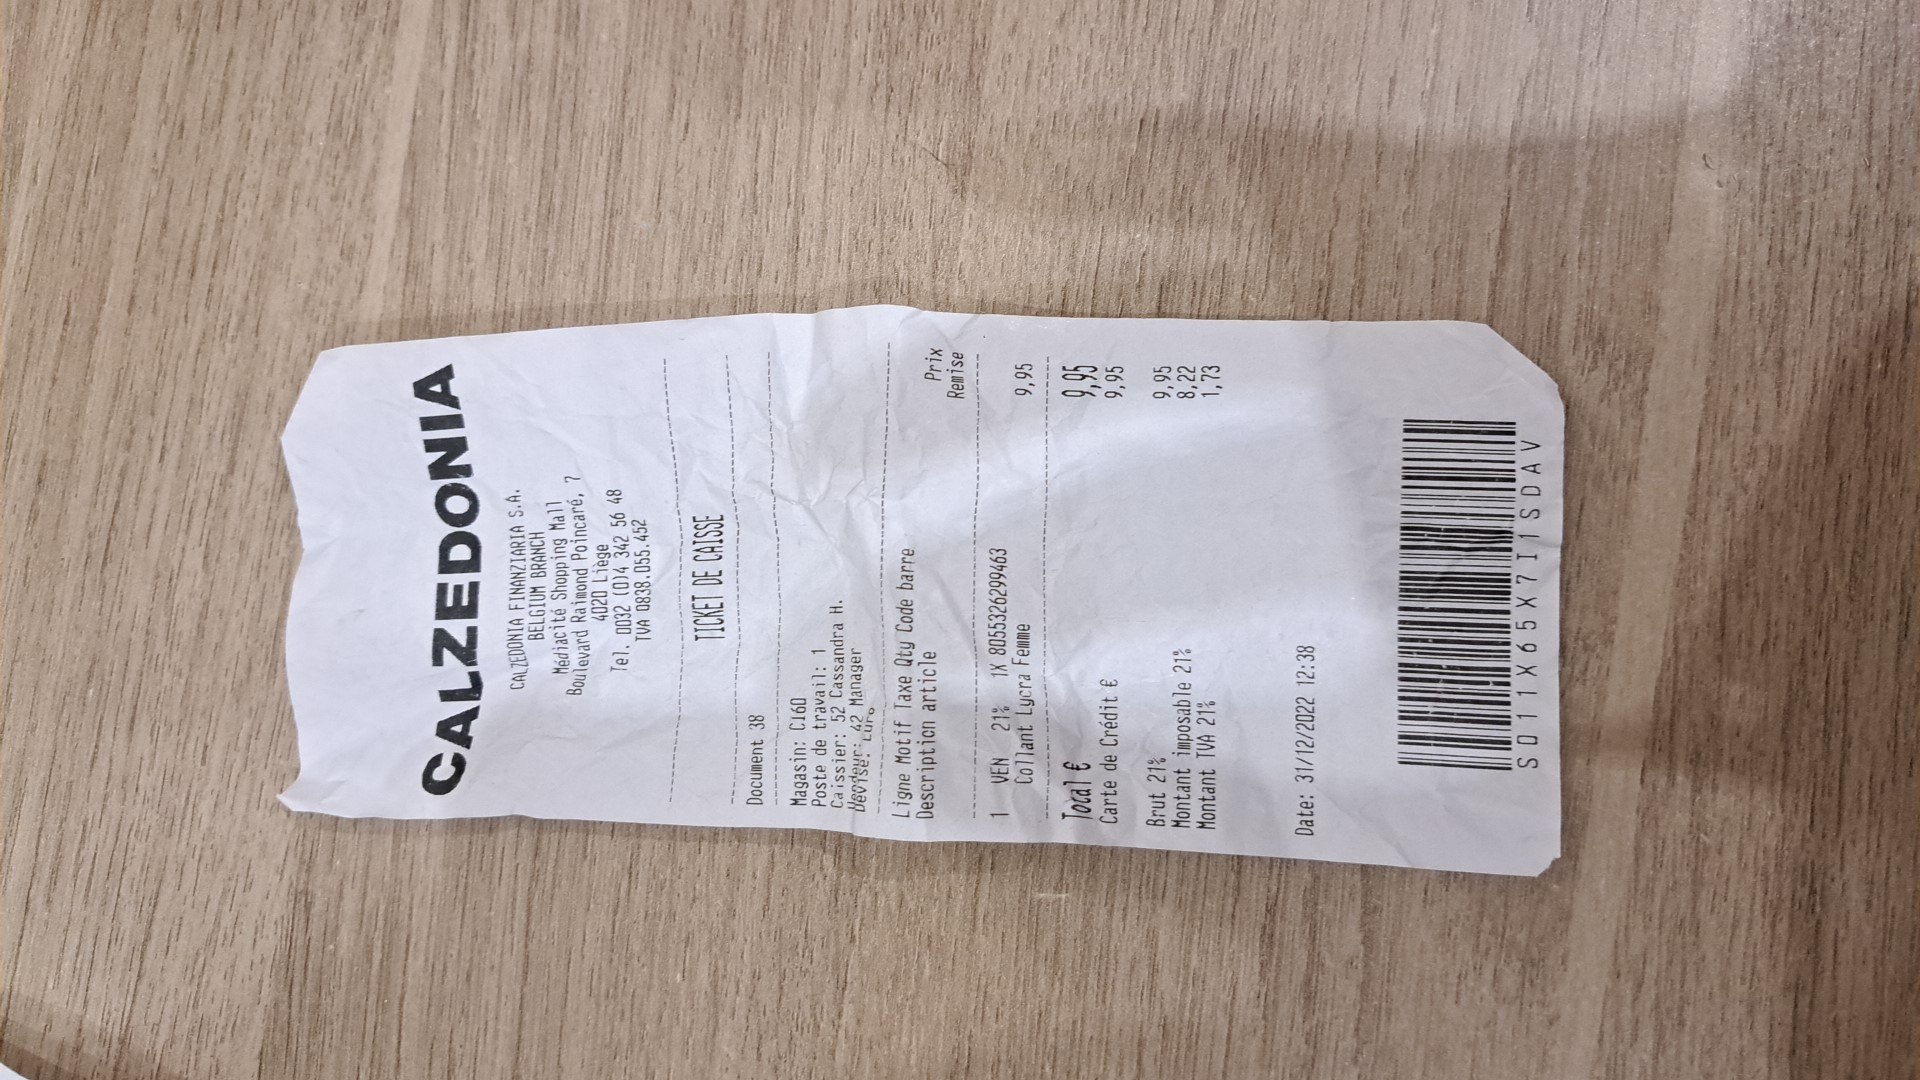 CALZEDONIA
CALZEDONIA FINANZIARIA S.A.
BELGIUM BRANCH
Médiacité Shopping Mall
Boulevard Raimond Poincaré, 7
4020 Liege
Tel. 0032 (0)4 342 56 48
TVA 0838.055.452
TICKET DE CAISSE
Document 38
Magasin: CI60
Poste de travail: 1
Caissier: 52 Cassandra H.
Vendeur: 42 Manager
Devise: Euro
Ligne Motif Taxe Qty Code barre Prix
Description article Remise
1 VEN 21% 1X 8055326299463
Collant Lycra Femme 9,95
Total € 9,95
Carte de Crédit € 9,95
Brut 21% 9,95
Montant imposable 21% 8,22
Montant TVA 21% 1,73
Date: 31/12/2022 12:38
S011X65X7I1SDAV